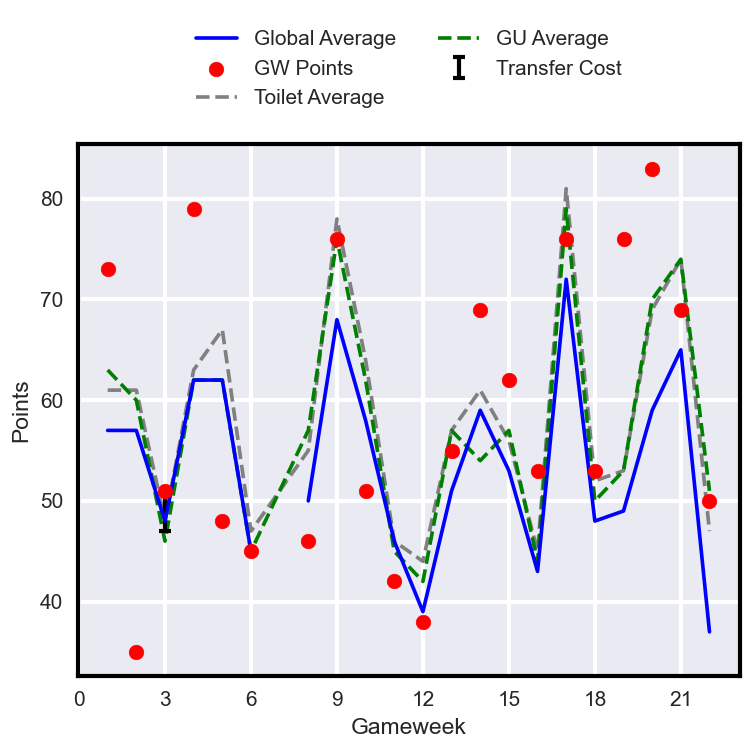 Global Average
GW Points
Toilet Average
GU Average
Transfer Cost
80
70
60
50
40
Points
0 3 6 9 12 15 18 21
Gameweek